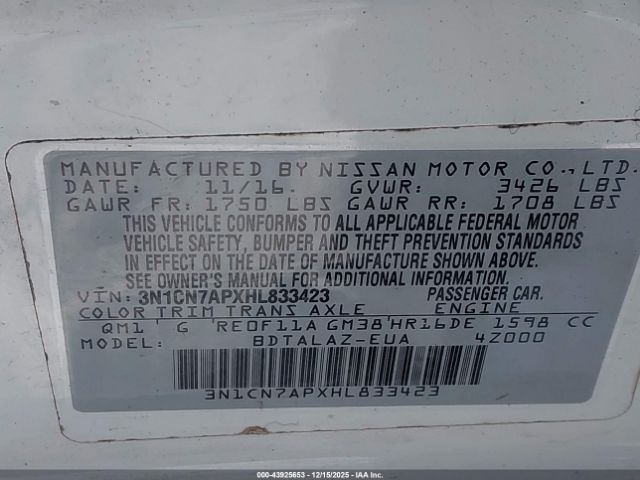 MANUFACTURED BY NISSAN MOTOR CO., LTD.
DATE: 11/16. GVWR: 3426 LBS
GAWR FR: 1750 LBS GAWR RR: 1708 LBS
THIS VEHICLE CONFORMS TO ALL APPLICABLE FEDERAL MOTOR
VEHICLE SAFETY, BUMPER AND THEFT PREVENTION STANDARDS
IN EFFECT ON THE DATE OF MANUFACTURE SHOWN ABOVE.
SEE OWNER'S MANUAL FOR ADDITIONAL INFORMATION.
VIN: 3N1CN7APXHL833423 PASSENGER CAR.
COLOR TRIM TRANS AXLE ENGINE
QM1' G 'RE0F11A GM38'HR16DE 1598 CC
MODEL: BDTALAZ-EUA 4Z000
3N1CN7APXHL833423
000-43925653 - 12/15/2025 - IAA, Inc.